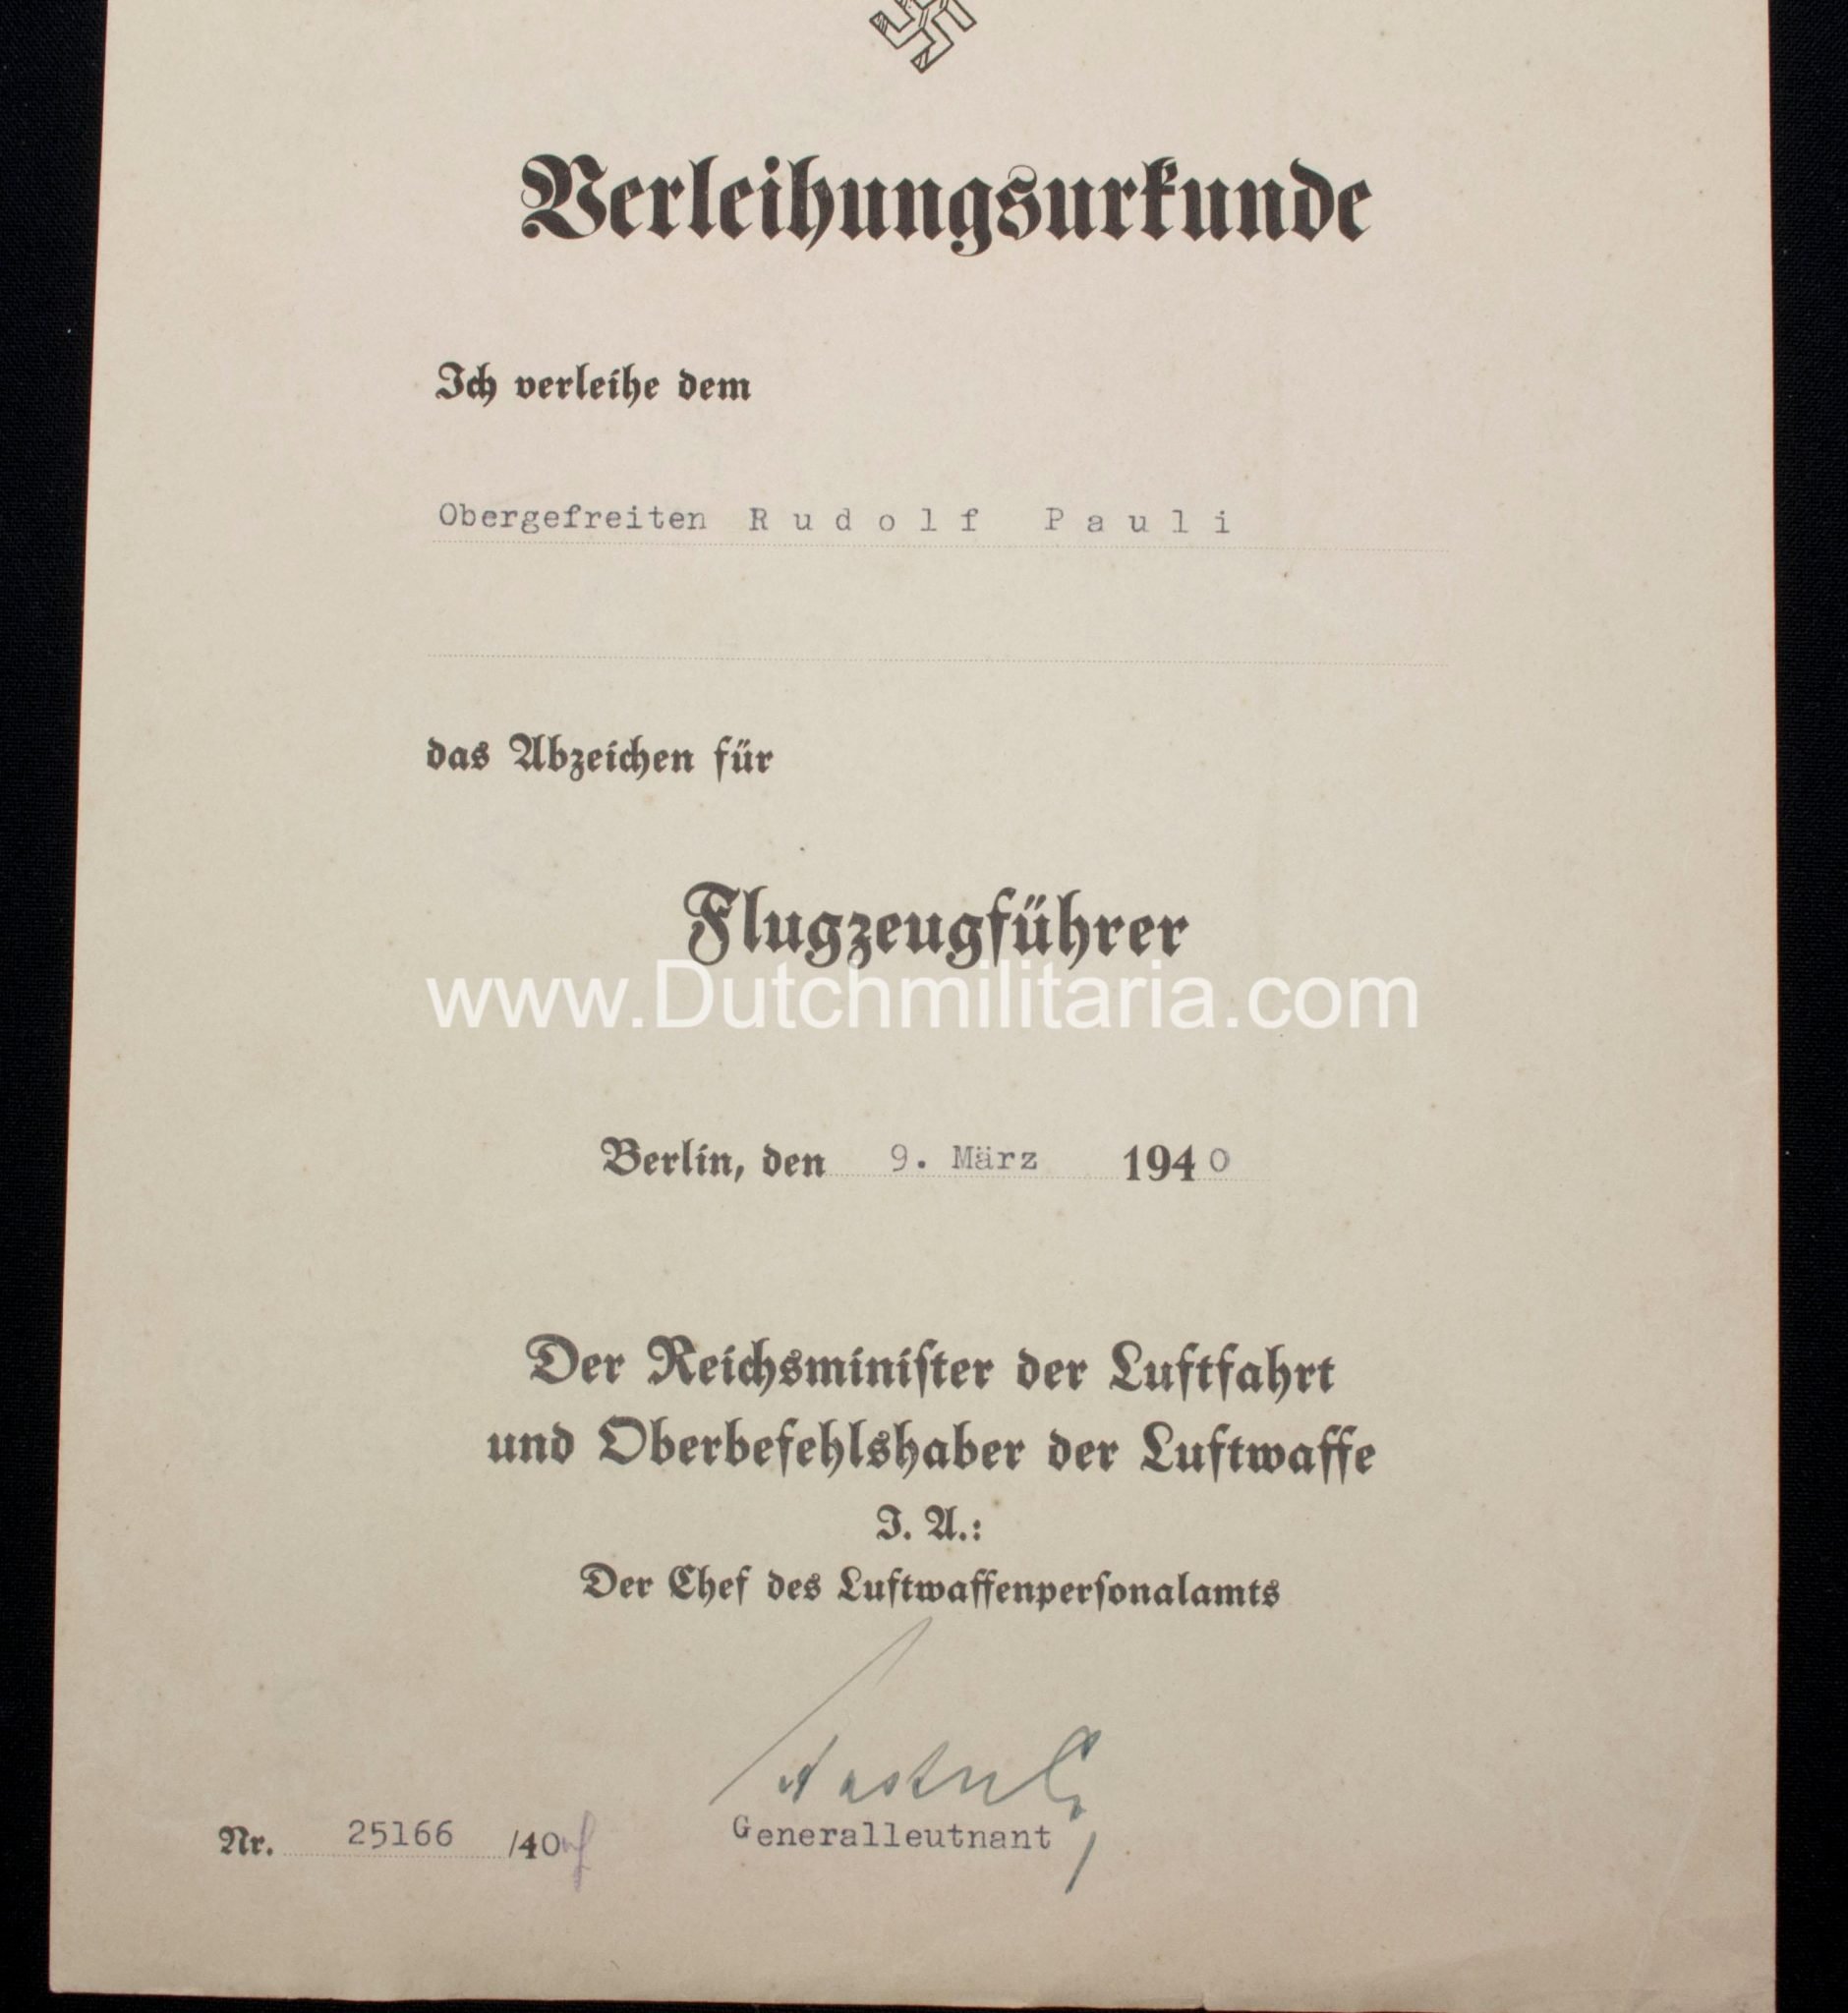 Verleihungsurkunde
Ich verleihe dem
Obergefreiten Rudolf Pauli
das Abzeichen für
Flugzeugführer
www.Dutchmilitaria.com
Berlin, den 9. März 1940
Der Reichsminister der Luftfahrt
und Oberbefehlshaber der Luftwaffe
I. A.:
Der Chef des Luftwaffenpersonalamts
Generalleutnant
Nr. 25166 /40